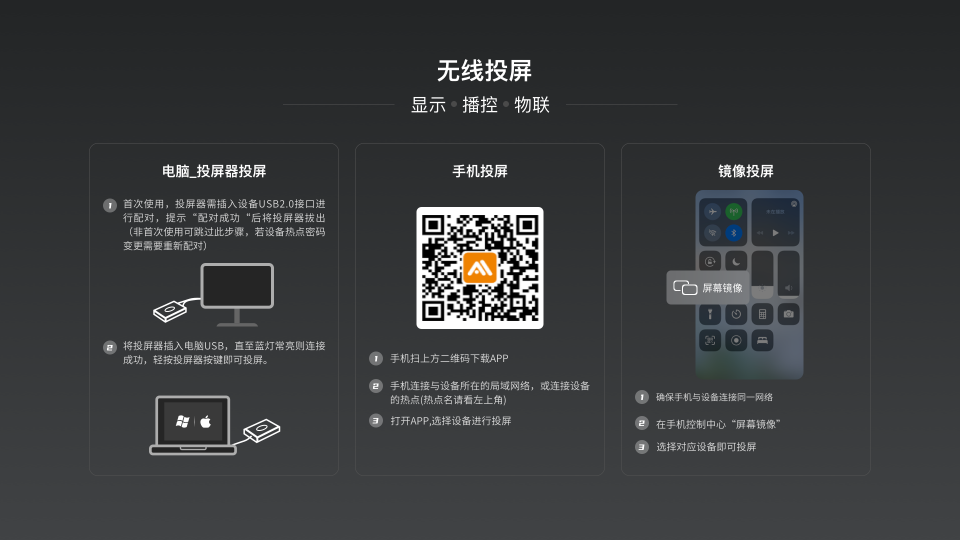 无线投屏
显示 • 播控 • 物联
电脑_投屏器投屏
1 首次使用，投屏器需插入设备USB2.0接口进
行配对，提示“配对成功“后将投屏器拔出
（非首次使用可跳过此步骤，若设备热点密码
变更需要重新配对）
2 将投屏器插入电脑USB，直至蓝灯常亮则连接
成功，轻按投屏器按键即可投屏。
手机投屏
1 手机扫上方二维码下载APP
2 手机连接与设备所在的局域网络，或连接设备
的热点(热点名请看左上角)
3 打开APP,选择设备进行投屏
镜像投屏
屏幕镜像
1 确保手机与设备连接同一网络
2 在手机控制中心“屏幕镜像”
3 选择对应设备即可投屏